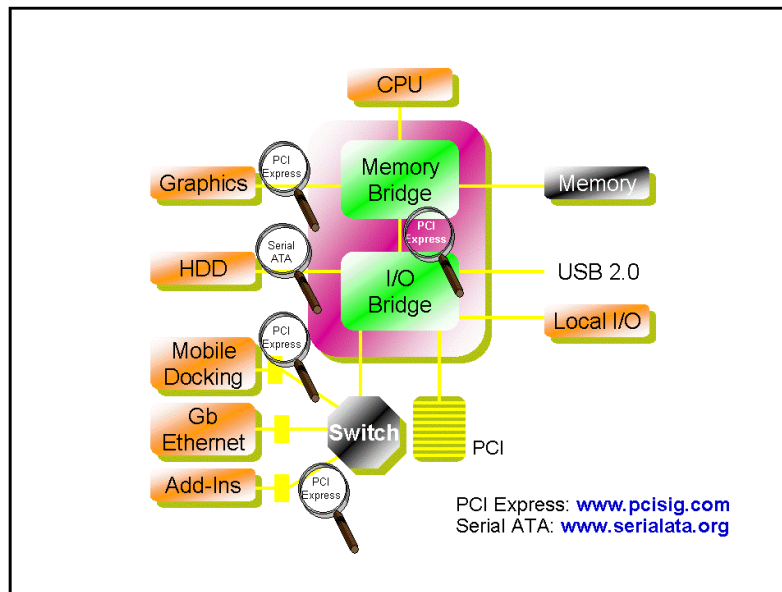 CPU
PCI
Express
Graphics
Memory
Bridge
Memory
PCI
Express
Serial
ATA
HDD
I/O
Bridge
USB 2.0
Local I/O
PCI
Express
Mobile
Docking
Gb
Ethernet
Switch
PCI
Add-Ins
PCI
Express
PCI Express: www.pcisig.com
Serial ATA: www.serialata.org